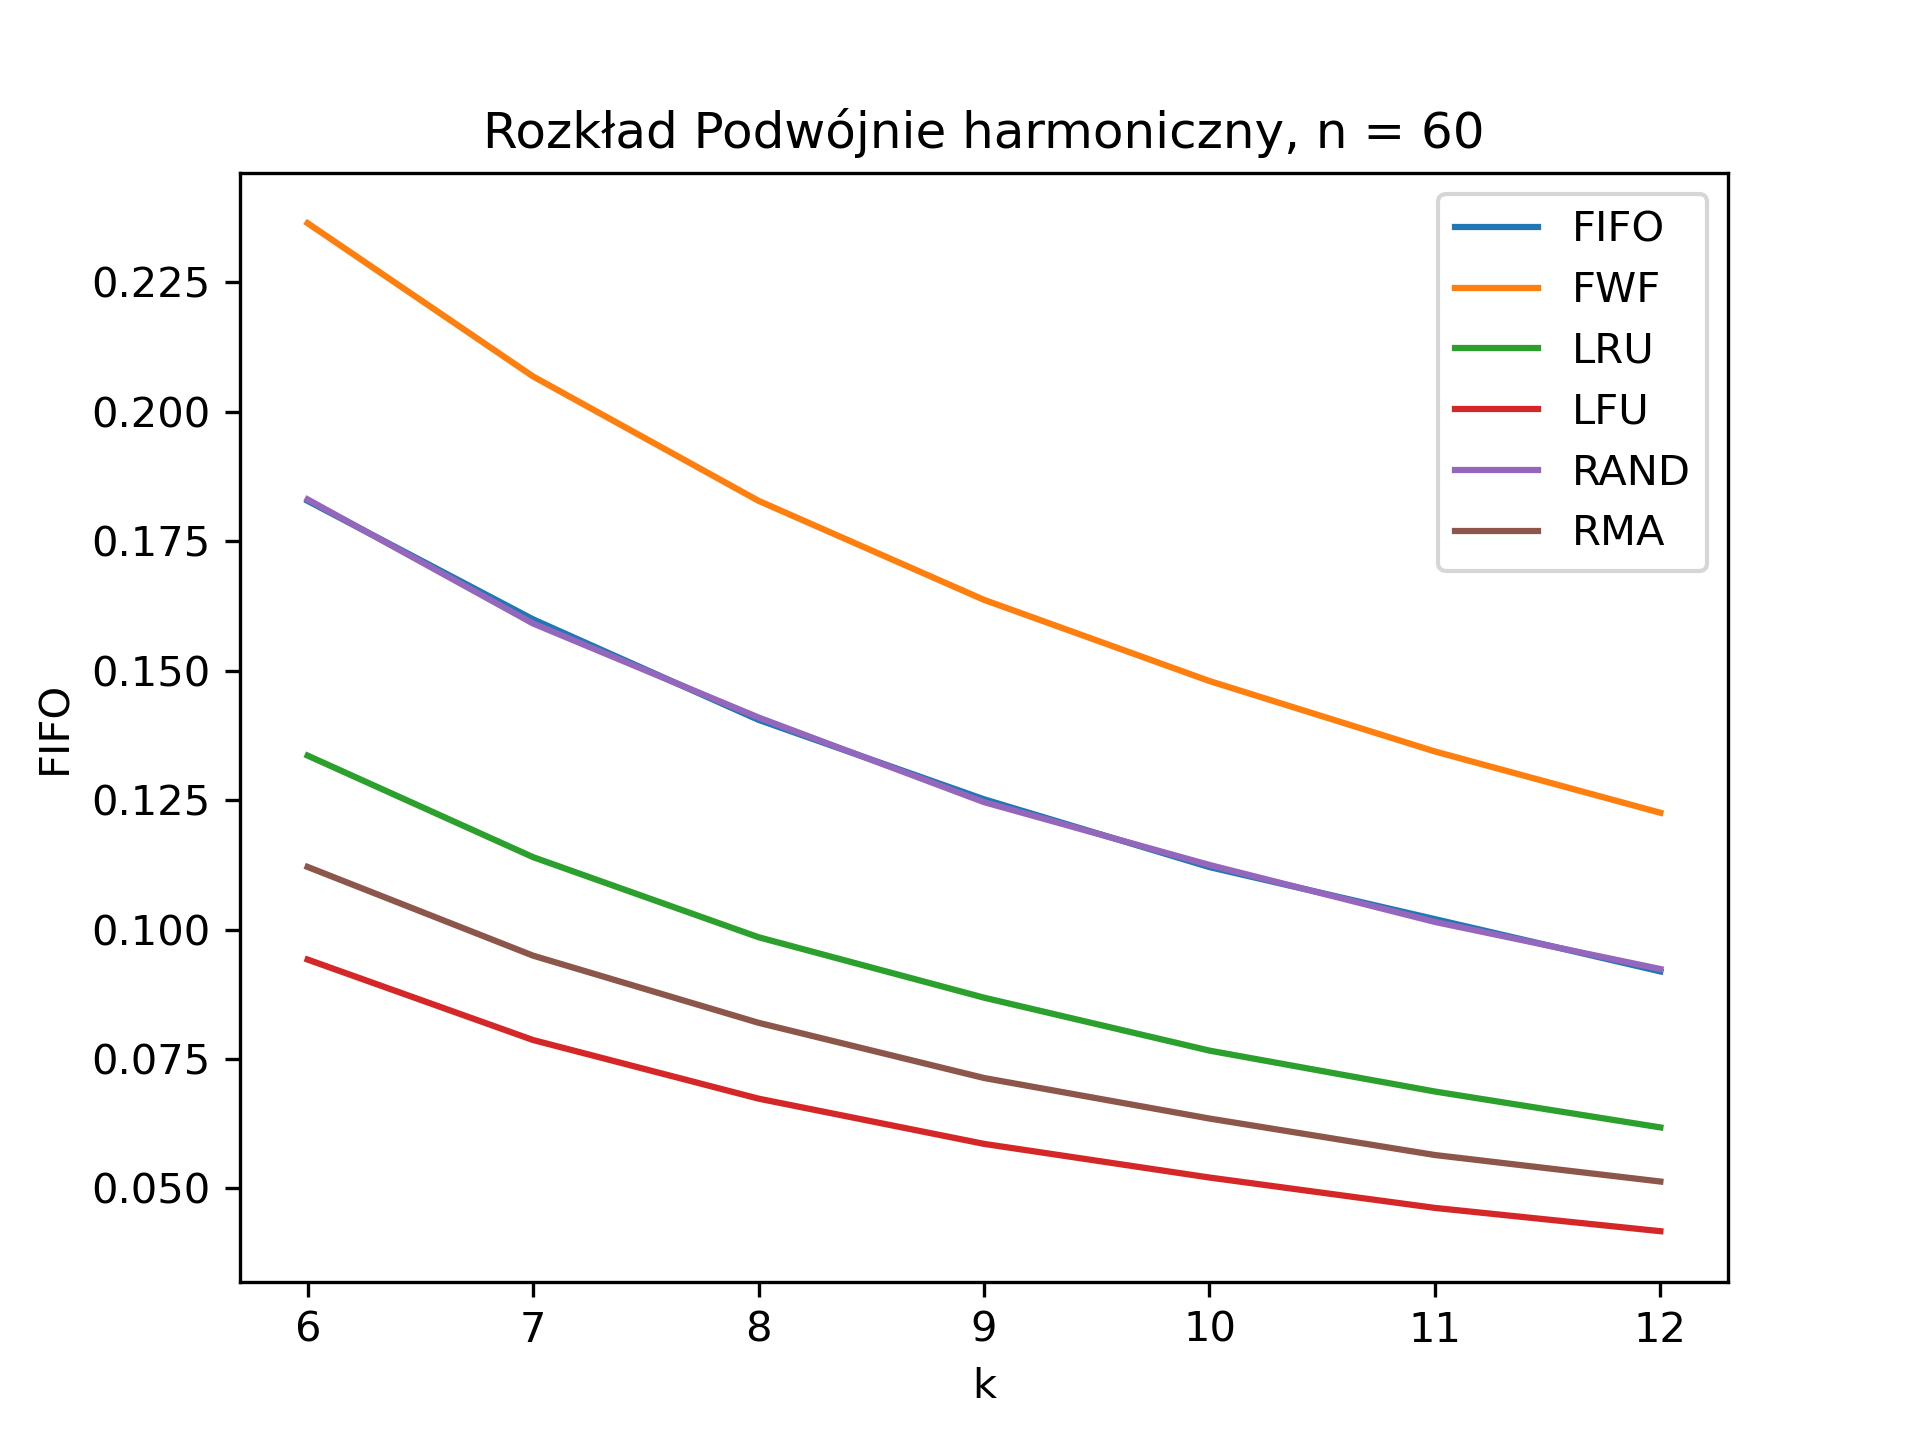 Rozkład Podwójnie harmoniczny, n = 60
FIFO
FWF
LRU
LFU
RAND
RMA
0.225
0.200
0.175
0.150
0.125
0.100
0.075
0.050
FIFO
6 7 8 9 10 11 12
k